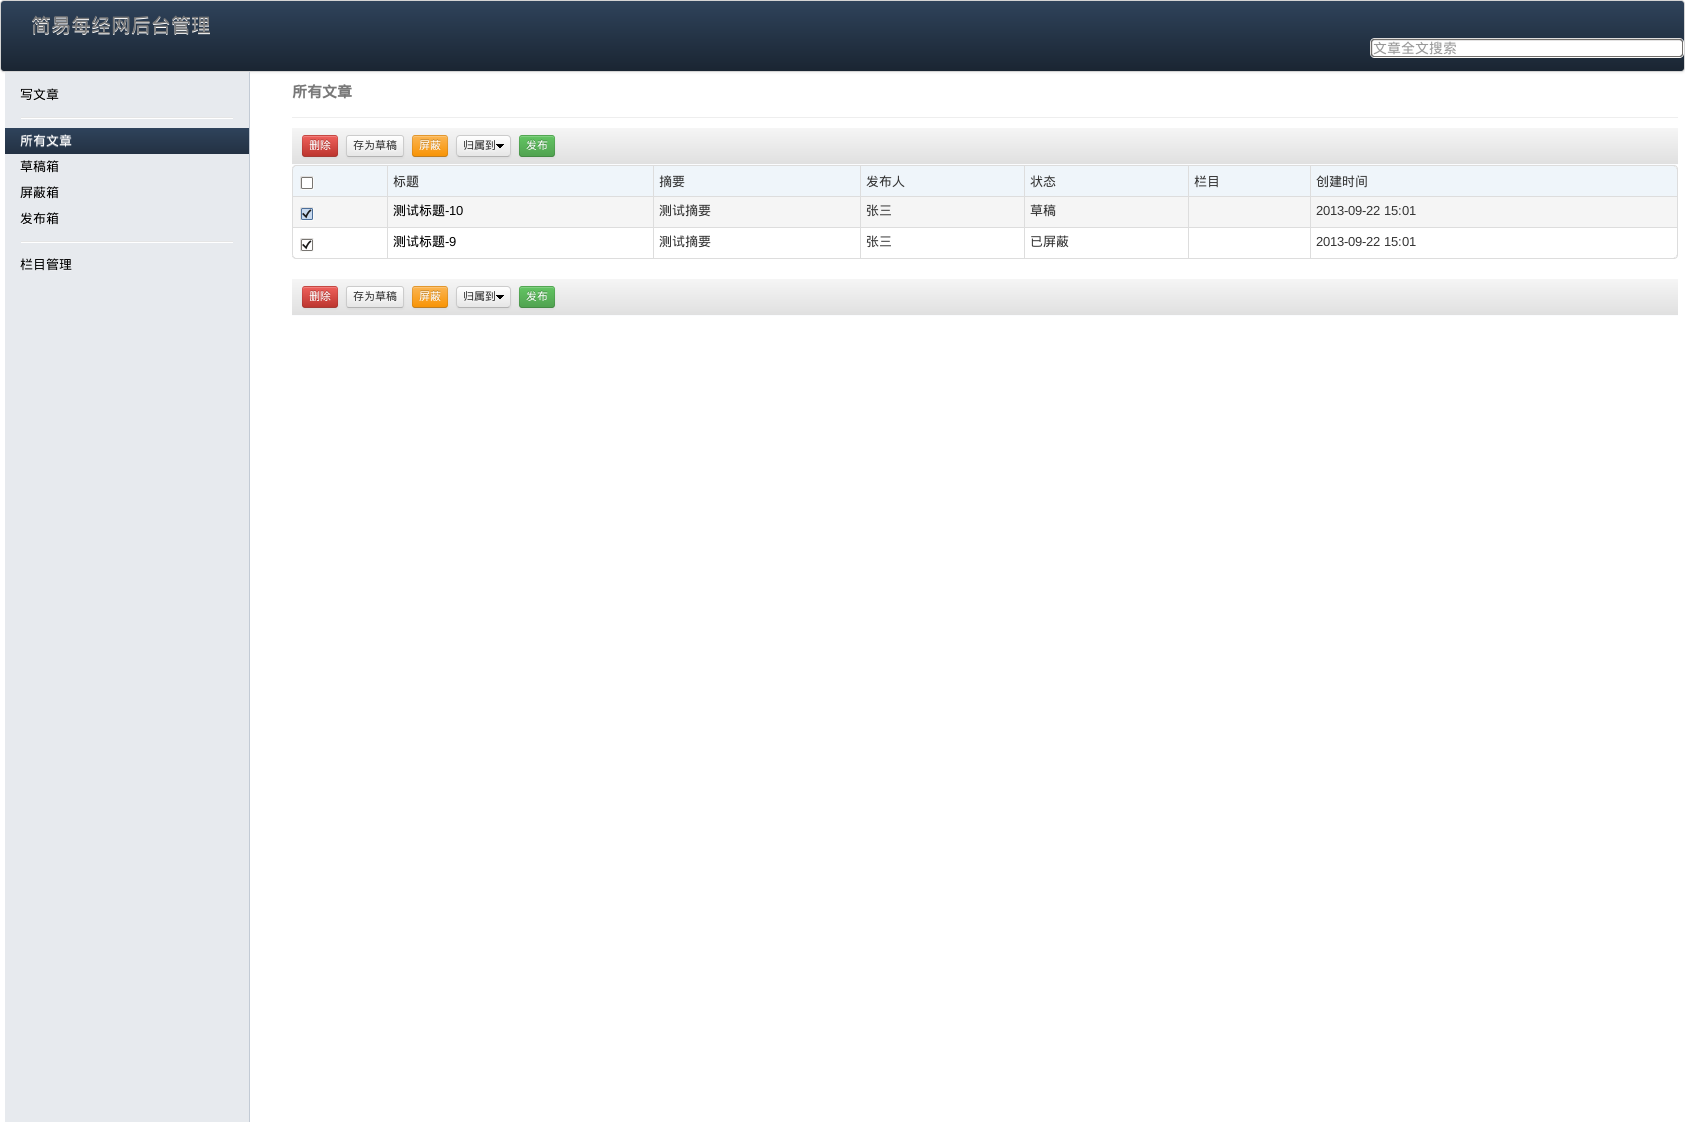 简易每经网后台管理
文章全文搜索
写文章
所有文章
草稿箱
屏蔽箱
发布箱
栏目管理
所有文章
删除 存为草稿 屏蔽 归属到 发布
标题 摘要 发布人 状态 栏目 创建时间
测试标题-10 测试摘要 张三 草稿 2013-09-22 15:01
测试标题-9 测试摘要 张三 已屏蔽 2013-09-22 15:01
删除 存为草稿 屏蔽 归属到 发布